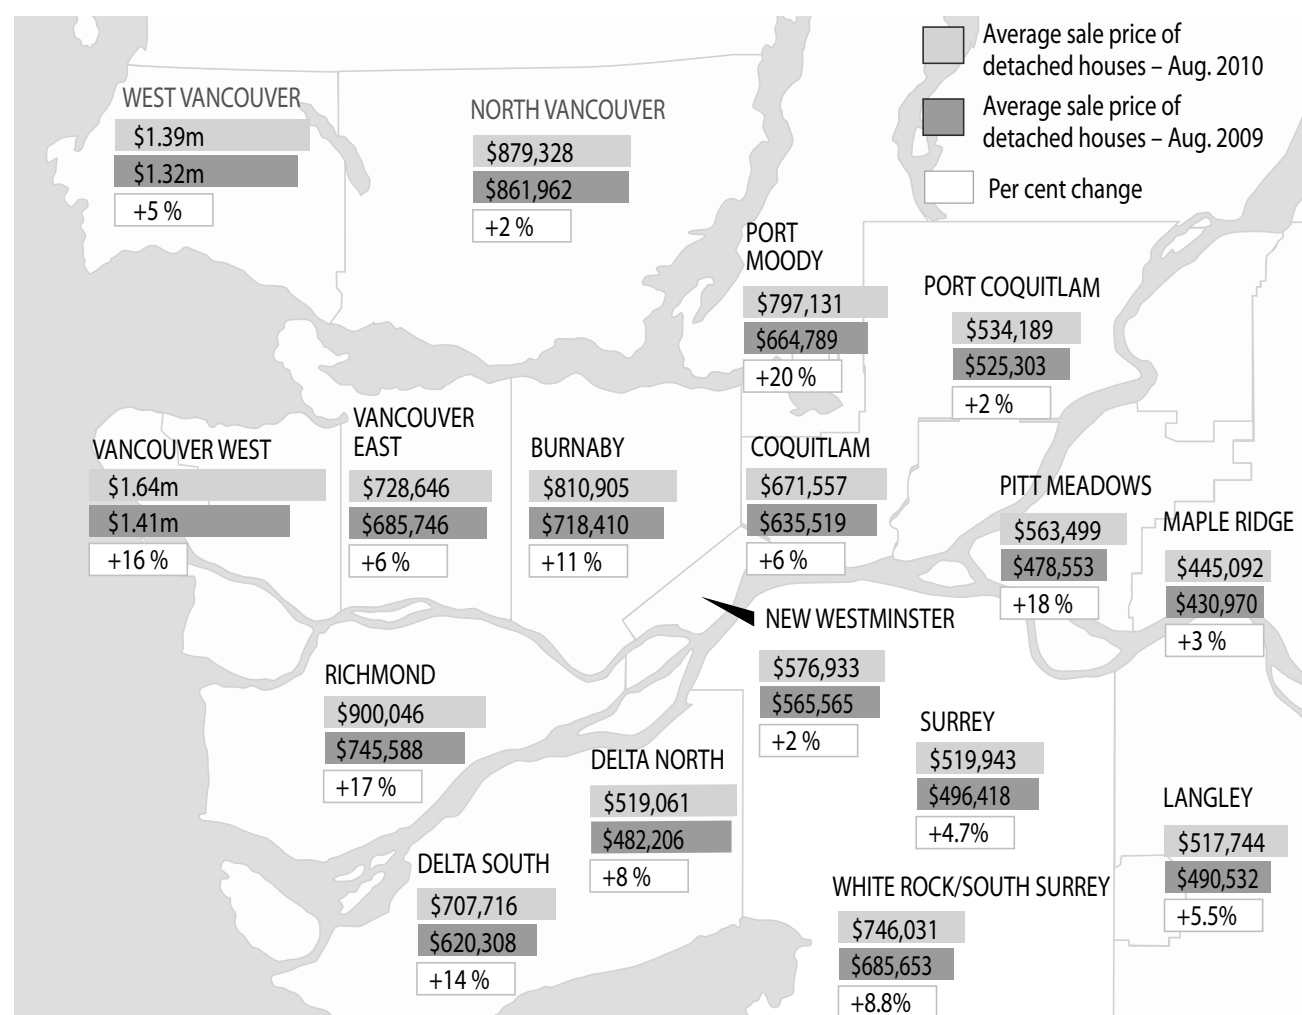 Average sale price of
detached houses – Aug. 2010
Average sale price of
detached houses – Aug. 2009
Per cent change
WEST VANCOUVER
$1.39m
$1.32m
+5 %
NORTH VANCOUVER
$879,328
$861,962
+2 %
PORT
MOODY
$797,131
$664,789
+20 %
PORT COQUITLAM
$534,189
$525,303
+2 %
VANCOUVER WEST
$1.64m
$1.41m
+16 %
VANCOUVER
EAST
$728,646
$685,746
+6 %
BURNABY
$810,905
$718,410
+11 %
COQUITLAM
$671,557
$635,519
+6 %
PITT MEADOWS
$563,499
$478,553
+18 %
MAPLE RIDGE
$445,092
$430,970
+3 %
NEW WESTMINSTER
$576,933
$565,565
+2 %
RICHMOND
$900,046
$745,588
+17 %
DELTA NORTH
$519,061
$482,206
+8 %
SURREY
$519,943
$496,418
+4.7%
LANGLEY
$517,744
$490,532
+5.5%
DELTA SOUTH
$707,716
$620,308
+14 %
WHITE ROCK/SOUTH SURREY
$746,031
$685,653
+8.8%